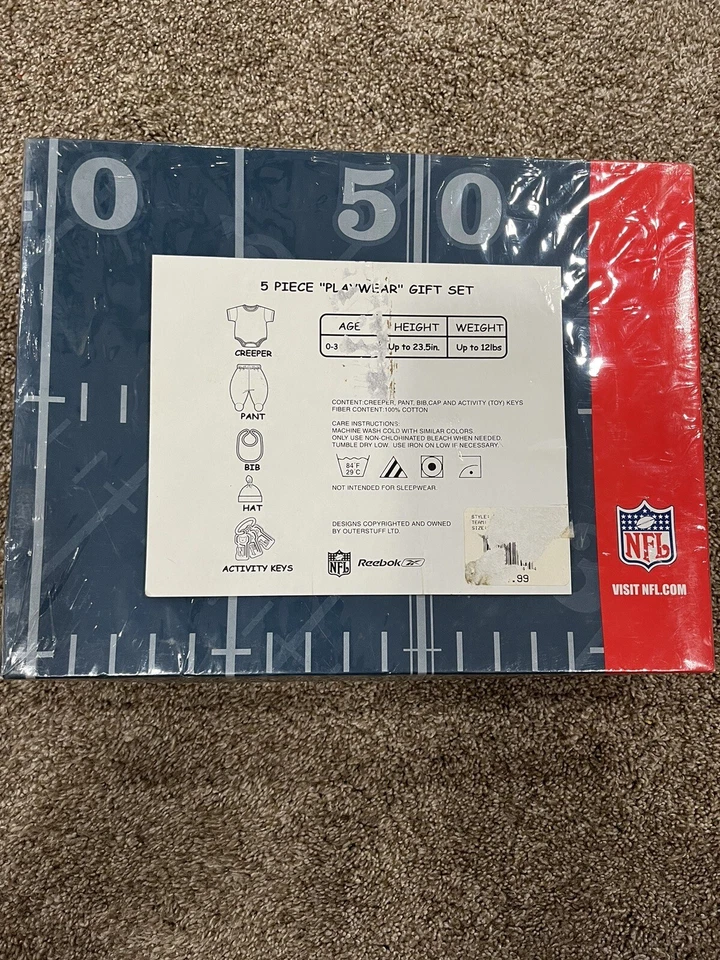 0 50
5 PIECE "PLAYWEAR" GIFT SET
CREEPER
PANT
BIB
HAT
ACTIVITY KEYS
AGE HEIGHT WEIGHT
0-3 Up to 23.5in. Up to 12lbs
CONTENT:CREEPER, PANT, BIB,CAP AND ACTIVITY (TOY) KEYS
FIBER CONTENT:100% COTTON
CARE INSTRUCTIONS:
MACHINE WASH COLD WITH SIMILAR COLORS.
ONLY USE NON-CHLORINATED BLEACH WHEN NEEDED.
TUMBLE DRY LOW. USE IRON ON LOW IF NECESSARY.
84°F
29°C
NOT INTENDED FOR SLEEPWEAR
DESIGNS COPYRIGHTED AND OWNED
BY OUTERSTUFF LTD.
NFL Reebok
STYLE:
TEAM:
SIZE:
.99
NFL
VISIT NFL.COM